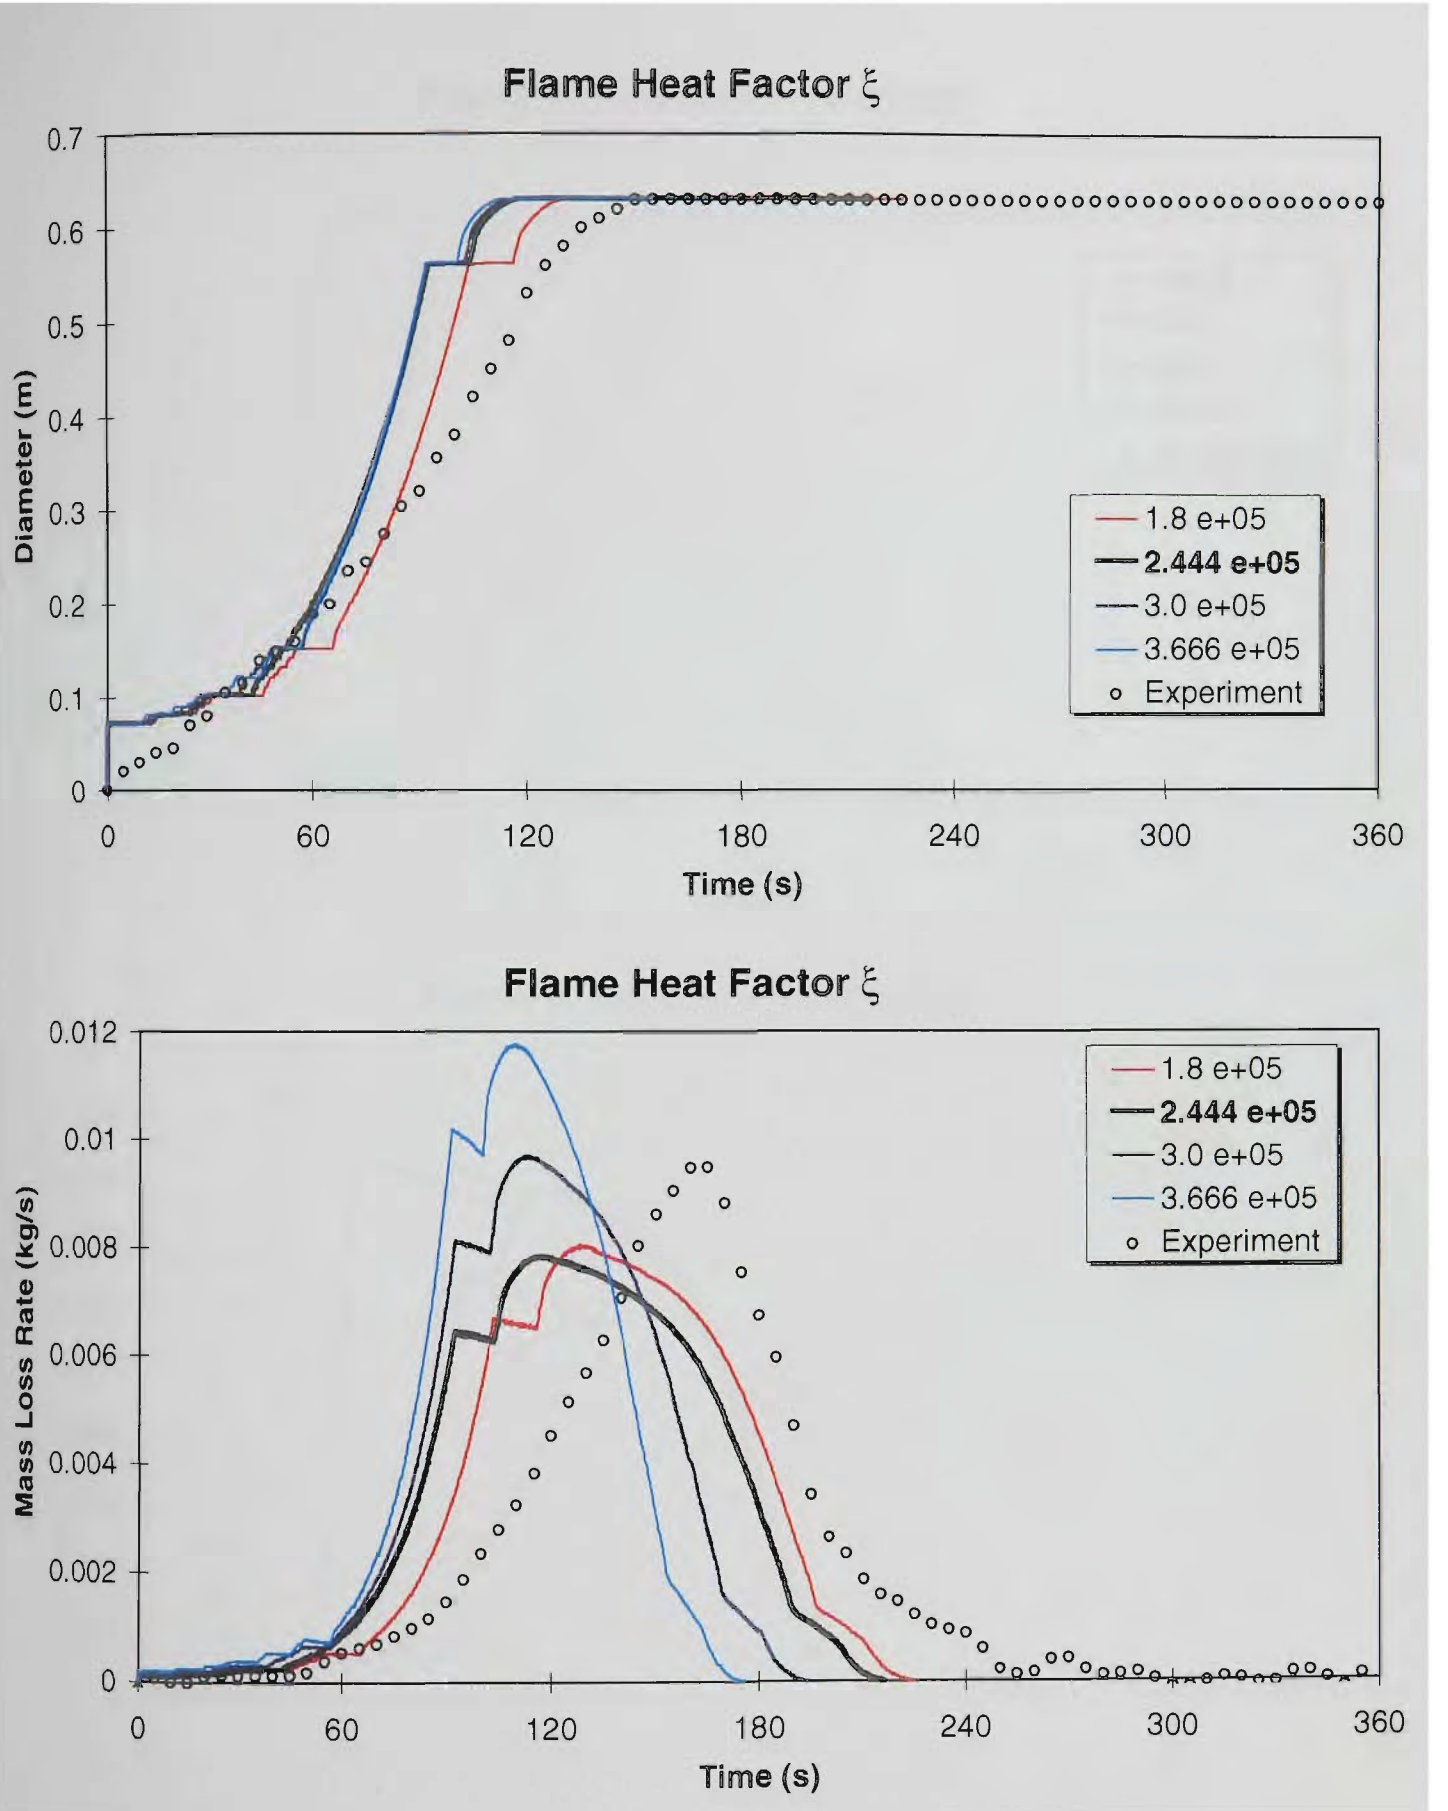 Flame Heat Factor ξ
0.7
0.6
0.5
0.4
0.3
0.2
0.1
0
Diameter (m)
1.8 e+05
2.444 e+05
3.0 e+05
3.666 e+05
Experiment
0 60 120 180 240 300 360
Time (s)
Flame Heat Factor ξ
0.012
0.01
0.008
0.006
0.004
0.002
0
Mass Loss Rate (kg/s)
1.8 e+05
2.444 e+05
3.0 e+05
3.666 e+05
Experiment
0 60 120 180 240 300 360
Time (s)